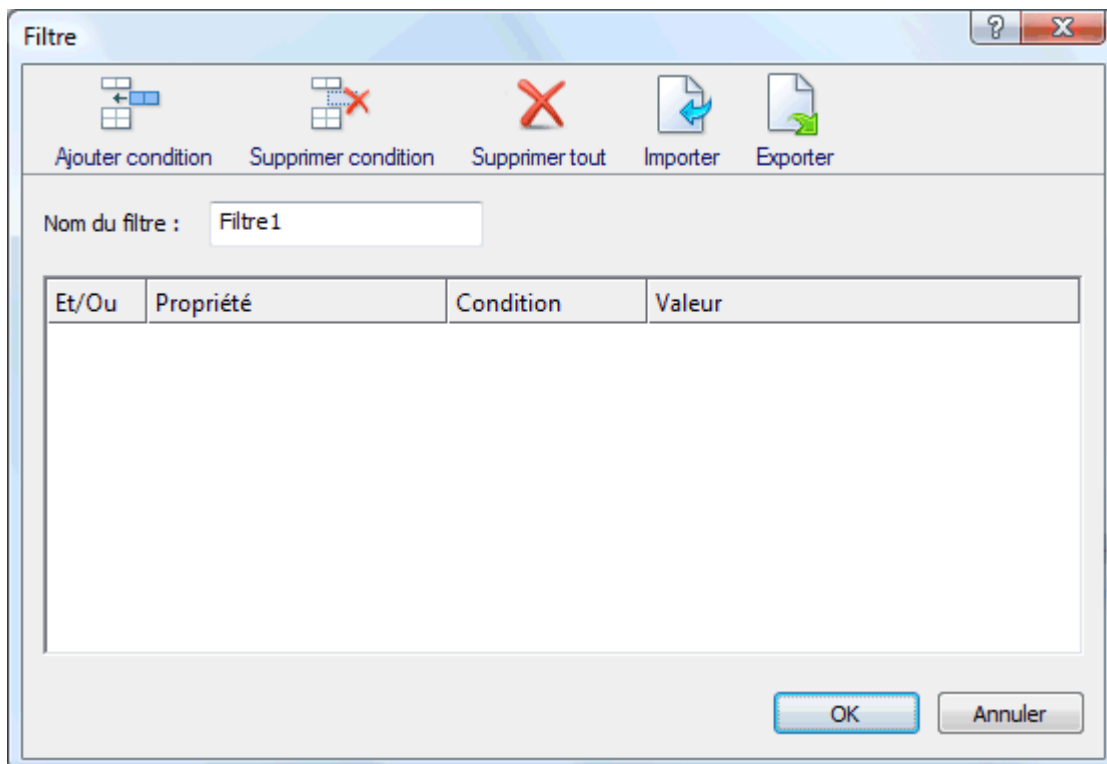 Filtre
Ajouter condition Supprimer condition Supprimer tout Importer Exporter
Nom du filtre : Filtre1
Et/Ou Propriété Condition Valeur
OK Annuler